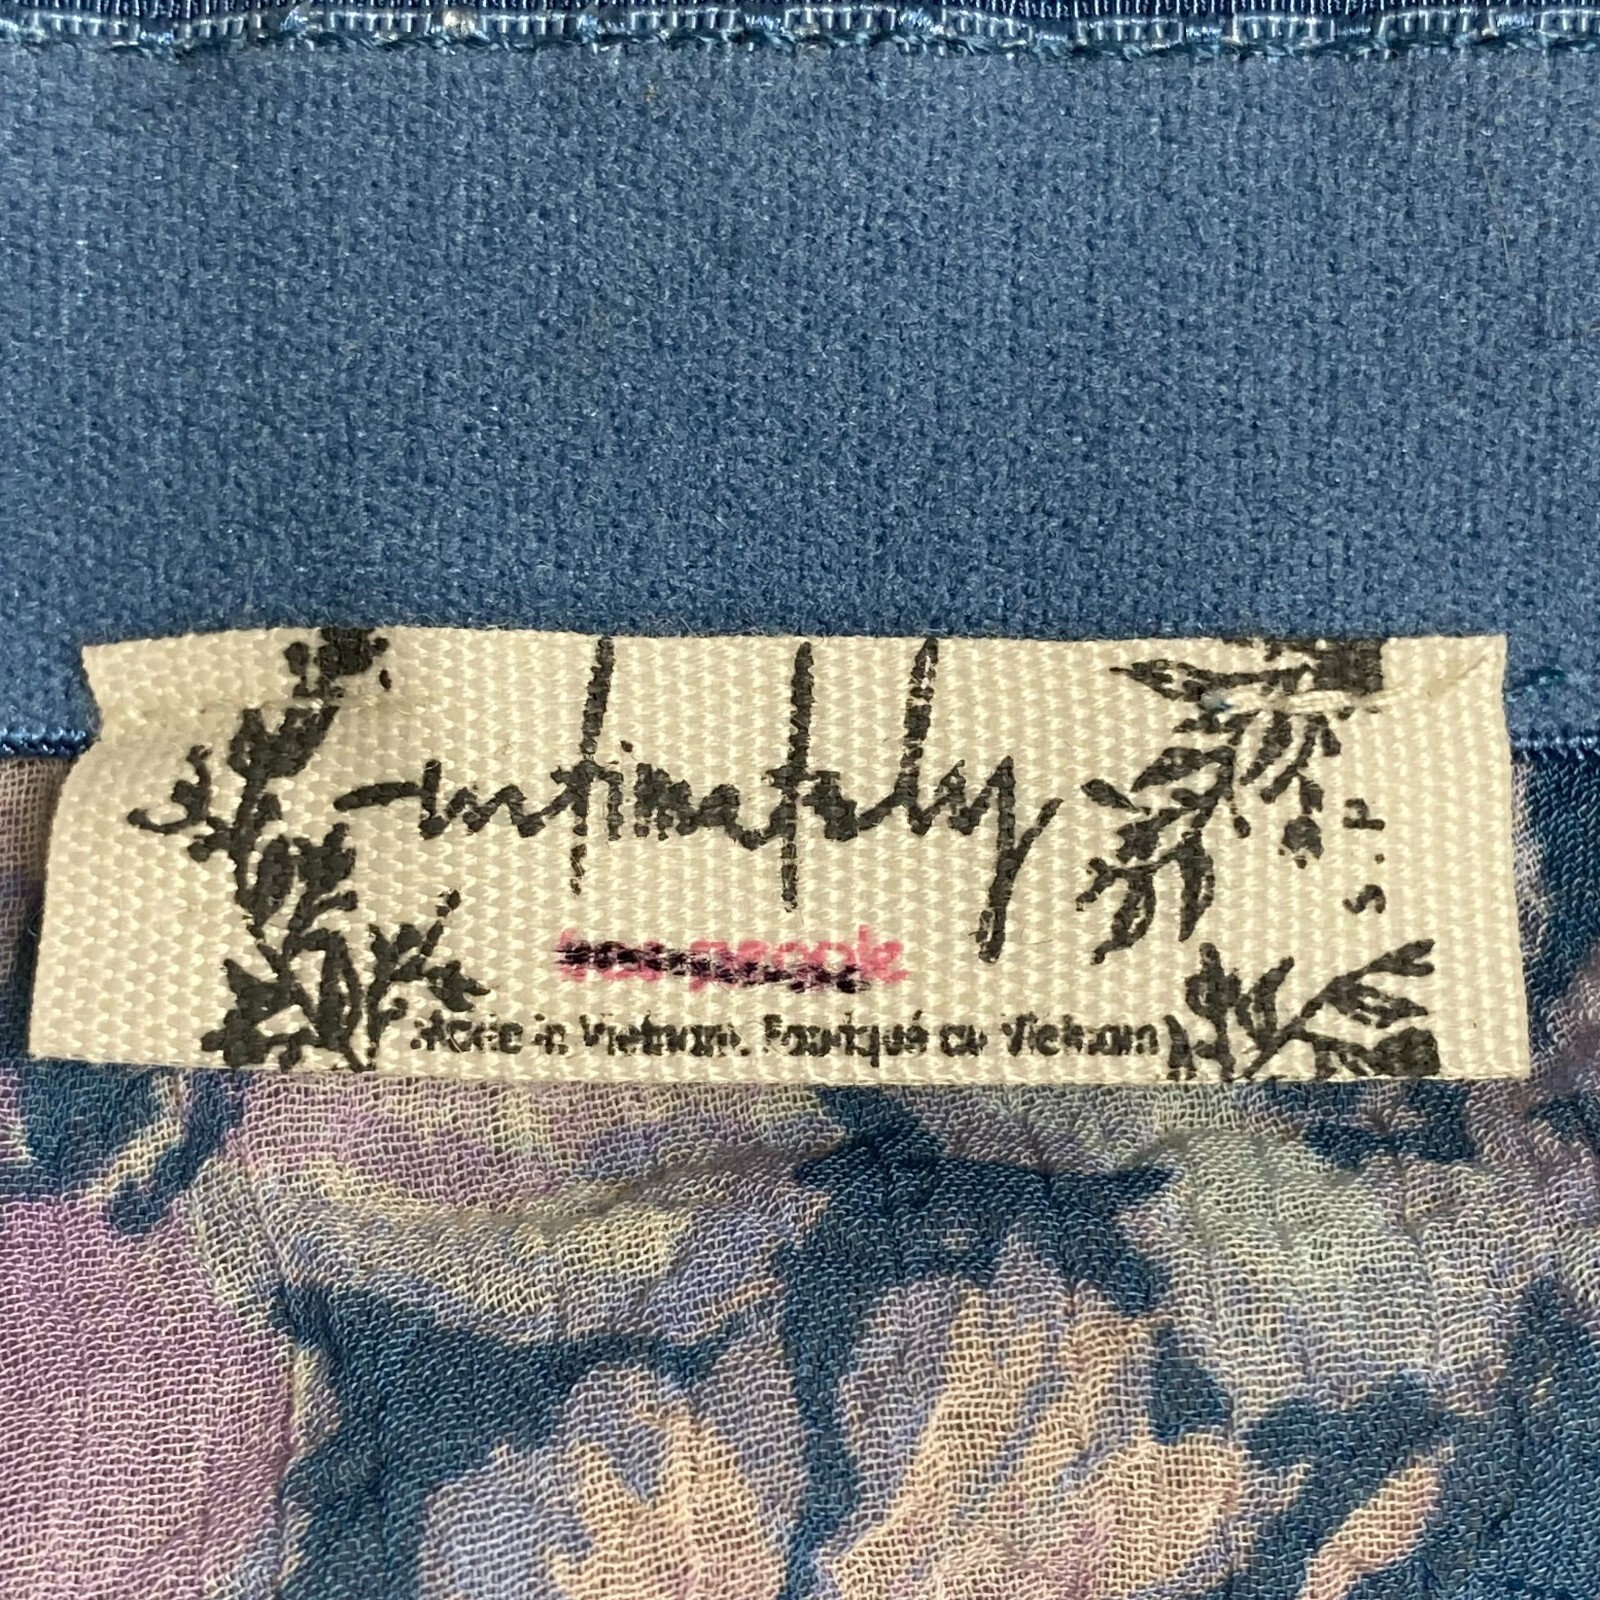 intimately
free people
Made in Vietnam. Fabriqué au Vietnam
S.P